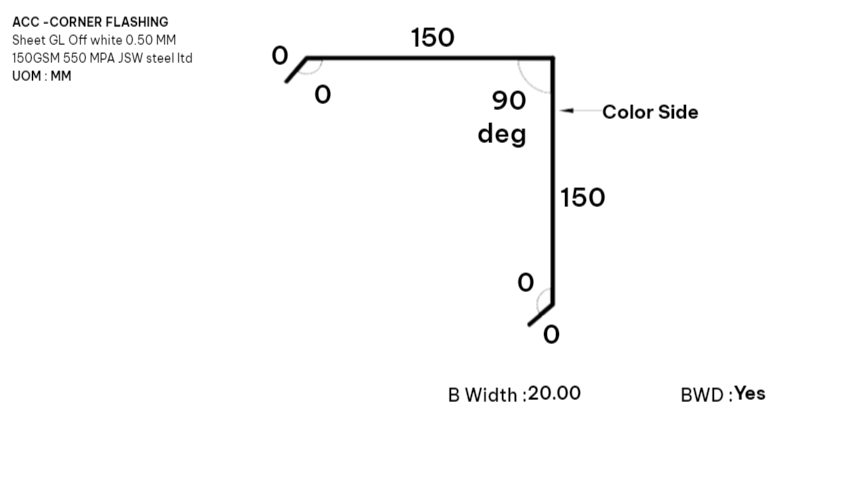 ACC -CORNER FLASHING
Sheet GL Off white 0.50 MM
150GSM 550 MPA JSW steel ltd
UOM : MM
150
0
0
90
deg
Color Side
150
0
0
B Width :20.00
BWD :Yes